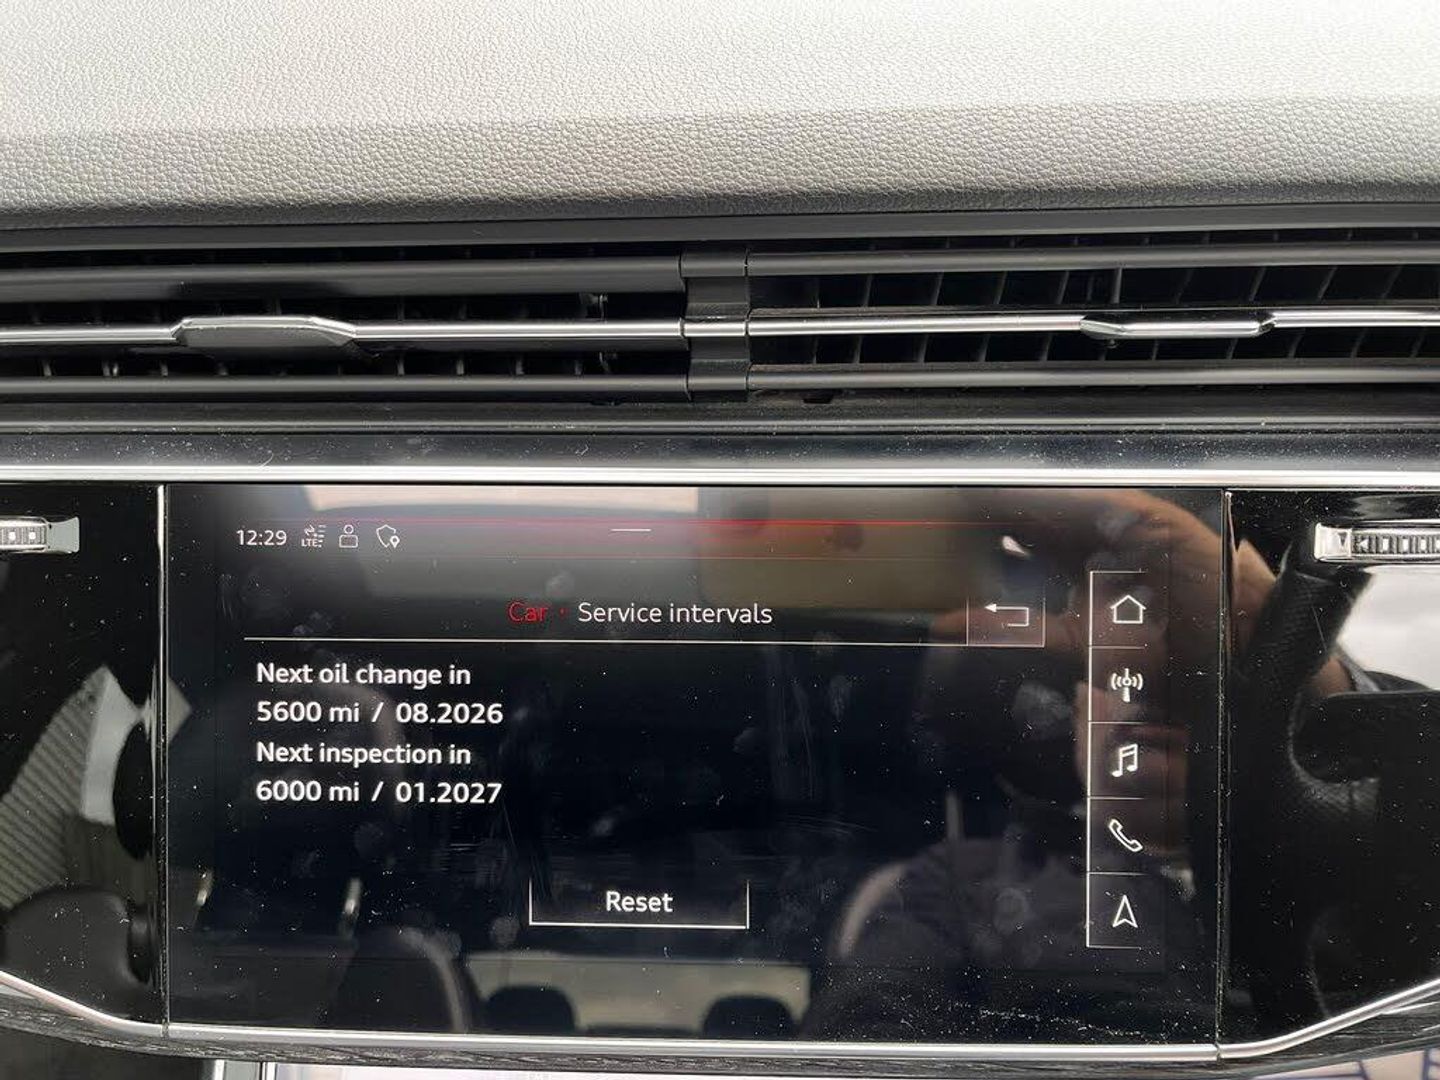 12:29 LTE
Car · Service intervals
Next oil change in
5600 mi / 08.2026
Next inspection in
6000 mi / 01.2027
Reset